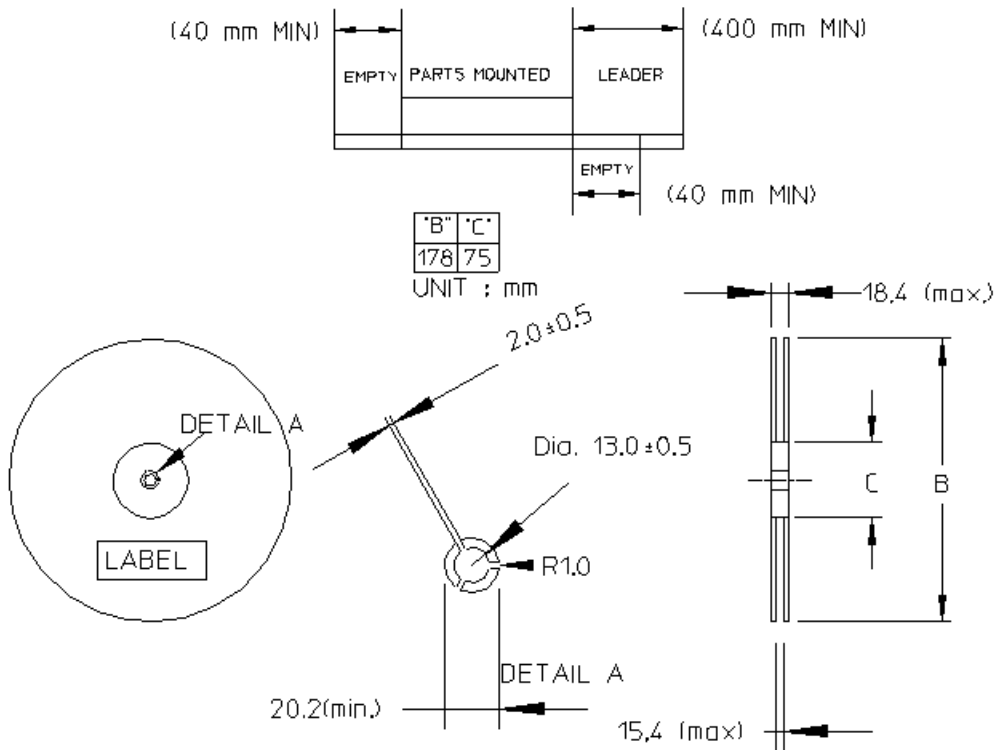 (40 mm MIN) (400 mm MIN)
EMPTY PARTS MOUNTED LEADER
EMPTY
(40 mm MIN)
"B" "C"
178 75
UNIT ; mm
18,4 (max,)
2.0±0.5
DETAIL A
Dia. 13.0±0.5
C B
LABEL
R1.0
DETAIL A
20.2(min.)
15,4 (max)